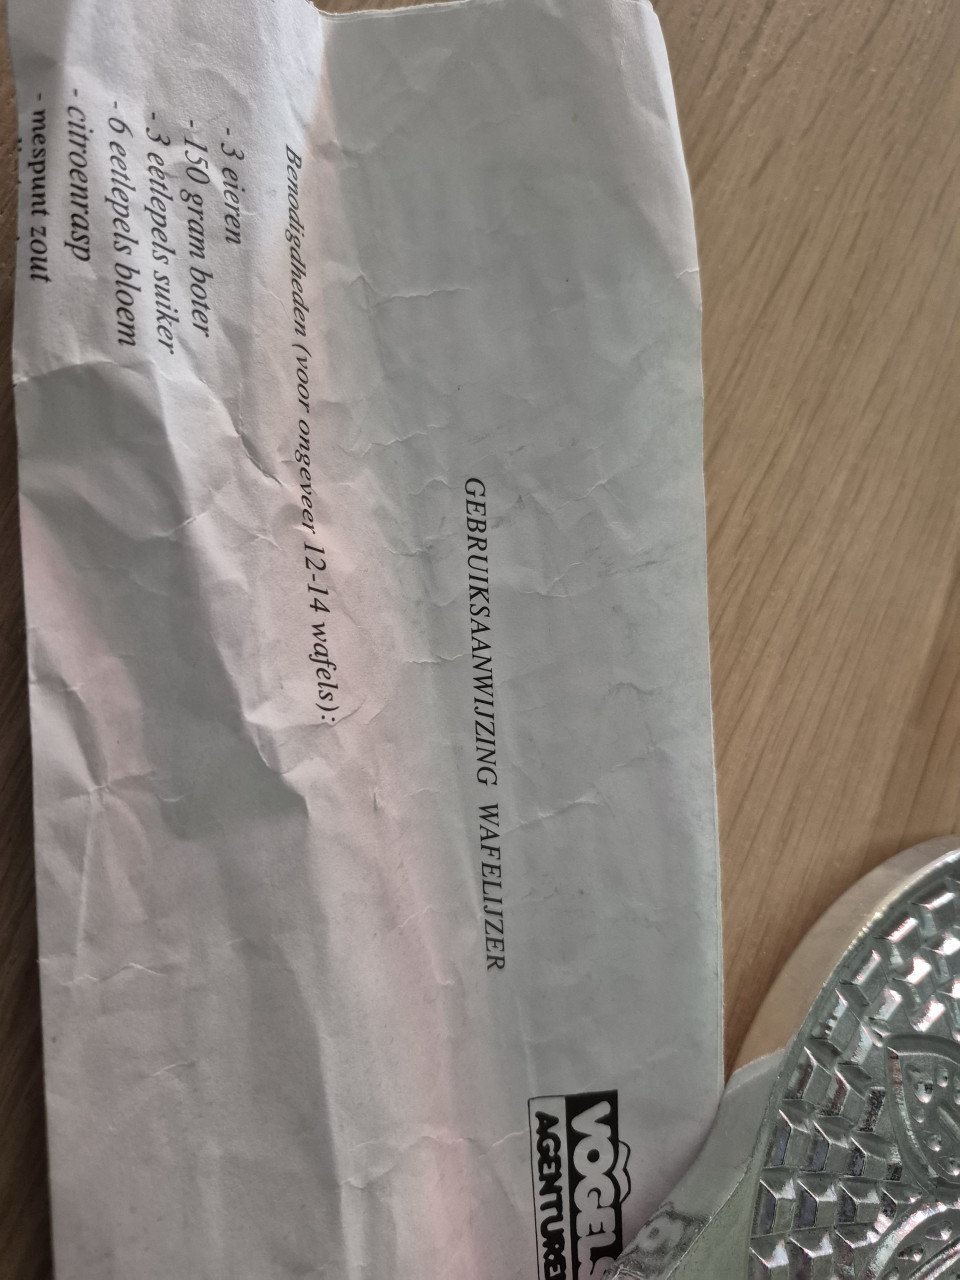 VOGELS
AGENTUREN
GEBRUIKSAANWIJZING WAFELIJZER
Benodigdheden (voor ongeveer 12-14 wafels):
- 3 eieren
- 150 gram boter
- 3 eetlepels suiker
- 6 eetlepels bloem
- citroenrasp
- mespunt zout